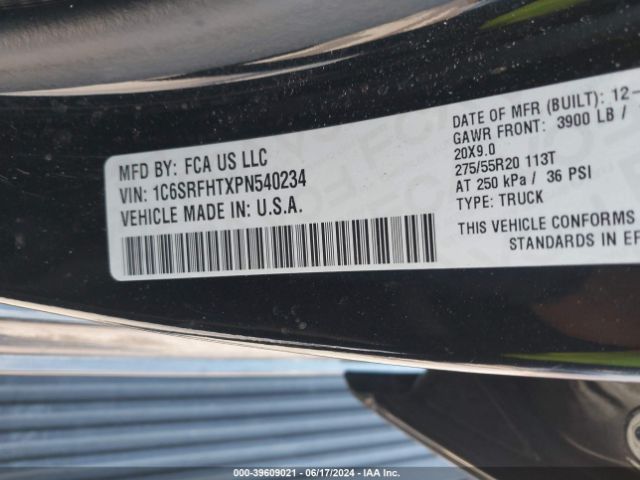 MFD BY: FCA US LLC
VIN: 1C6SRFHTXPN540234
VEHICLE MADE IN: U.S.A.
DATE OF MFR (BUILT): 12-
GAWR FRONT: 3900 LB /
20X9.0
275/55R20 113T
AT 250 kPa / 36 PSI
TYPE: TRUCK
THIS VEHICLE CONFORMS
STANDARDS IN EF
000-39609021 - 06/17/2024 - IAA Inc.